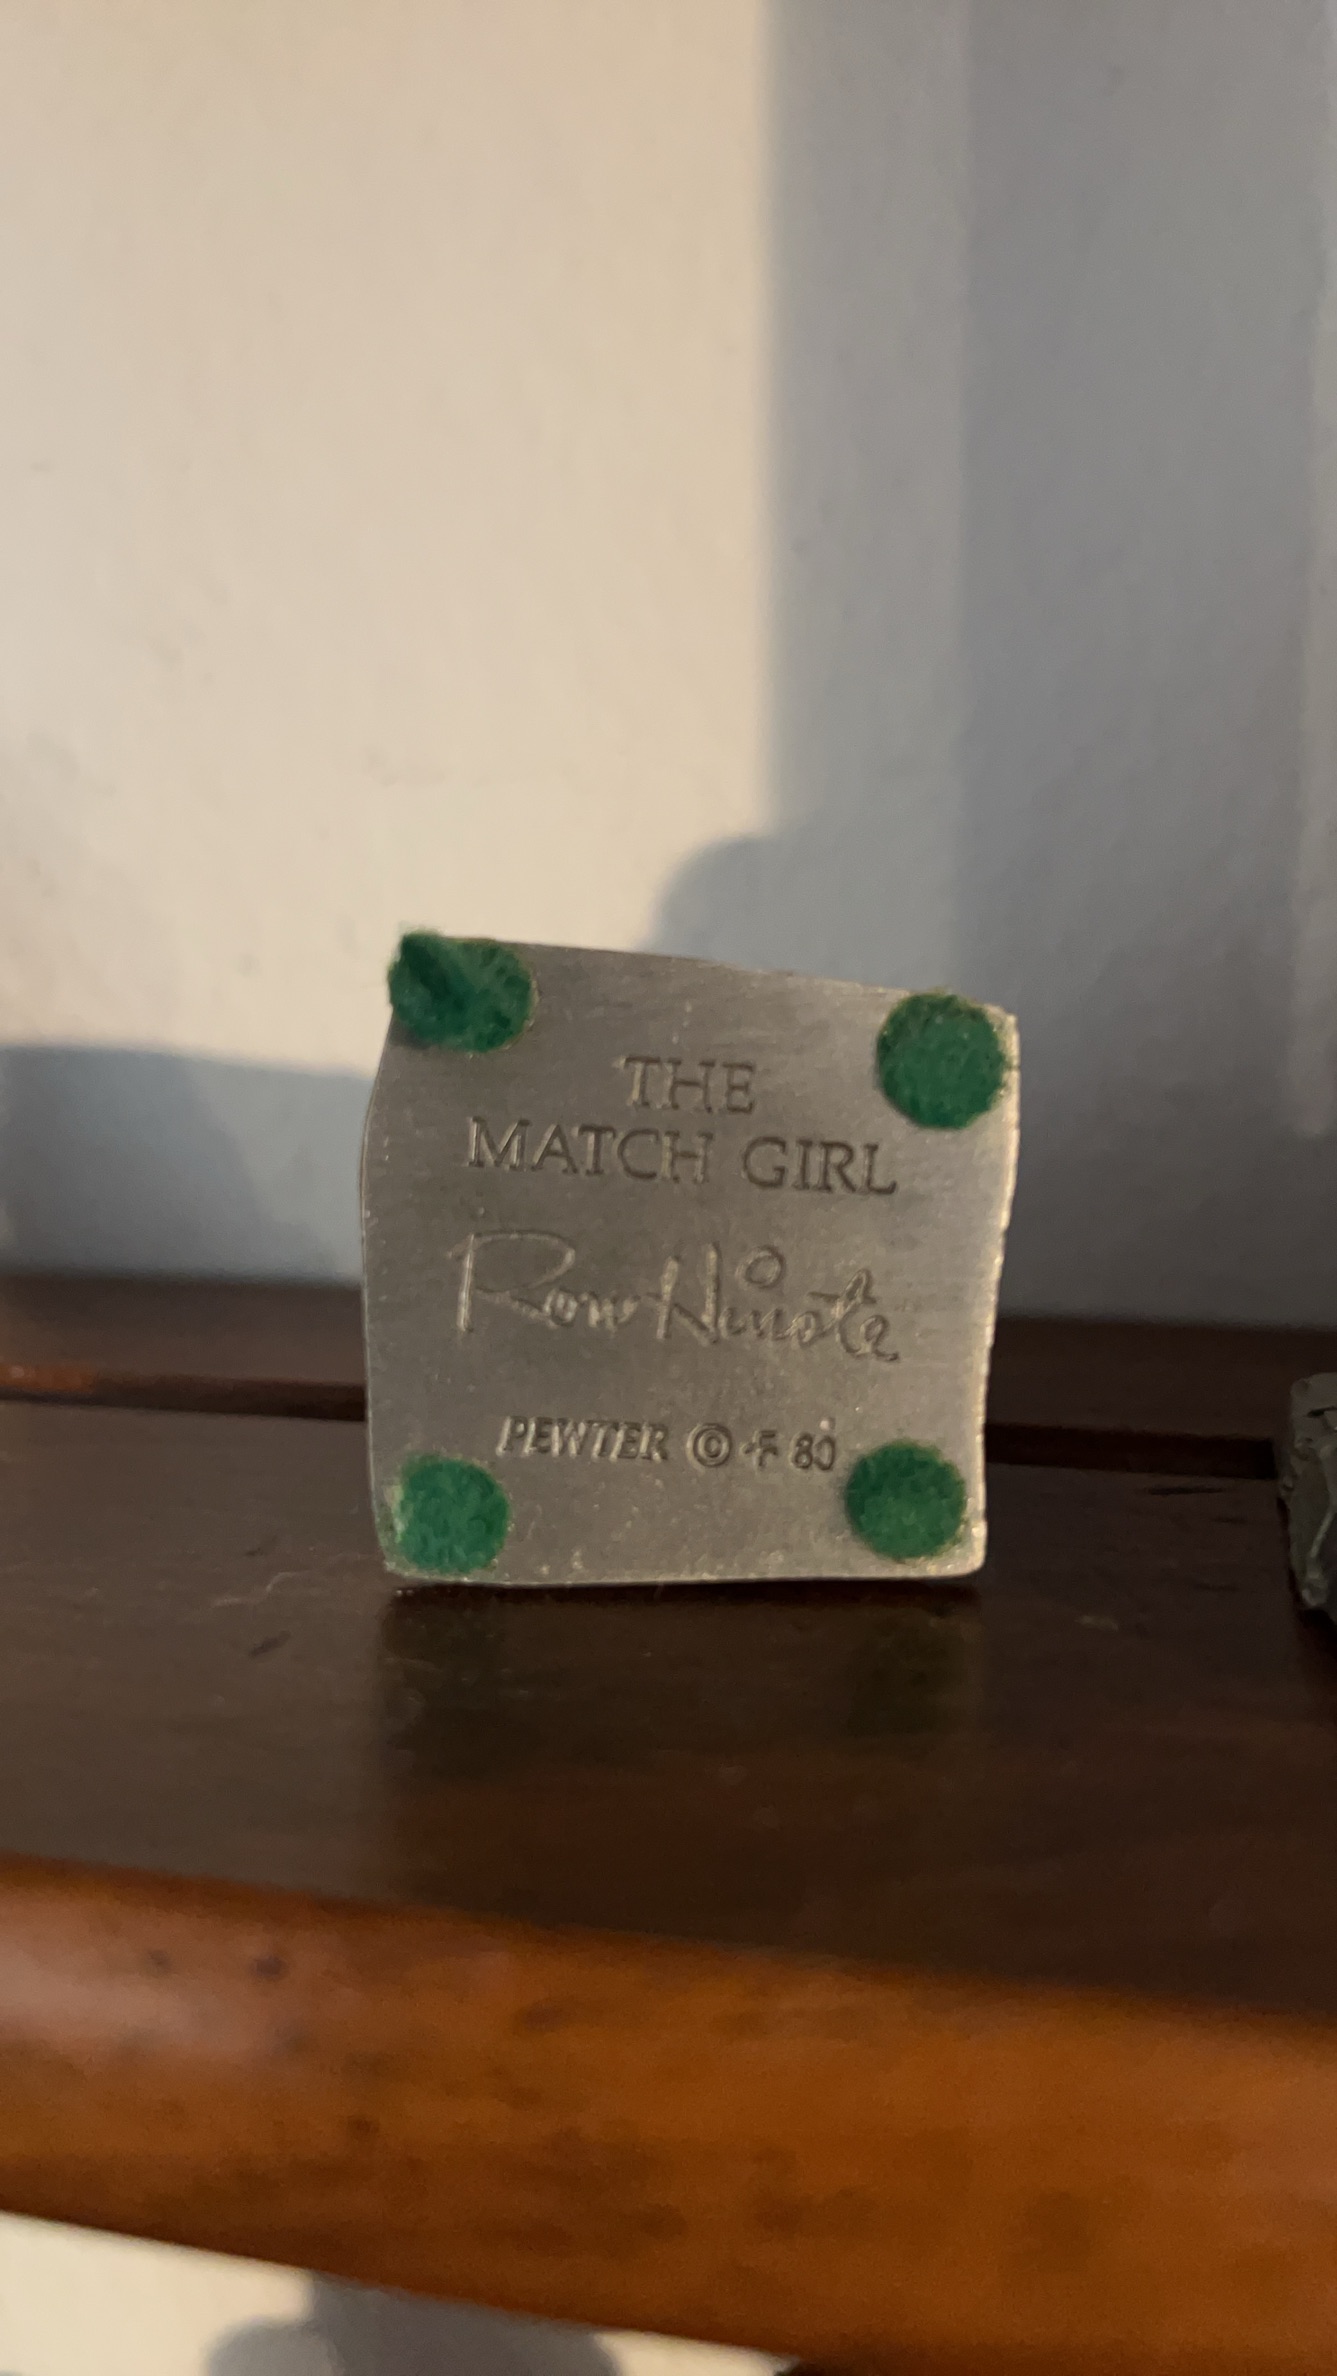 THE
MATCH GIRL
Ron Hinote
PEWTER © F 80